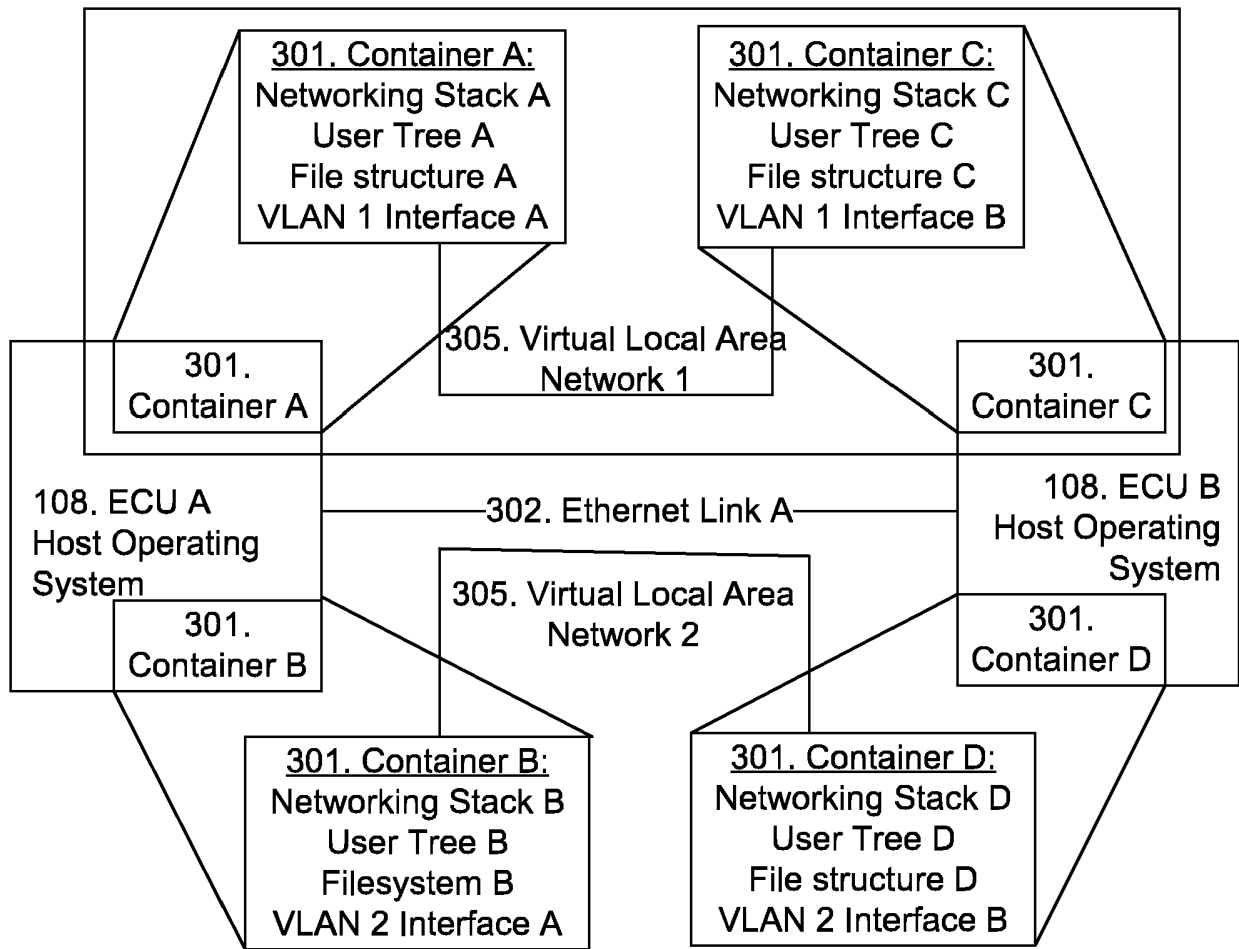 301. Container A:
Networking Stack A
User Tree A
File structure A
VLAN 1 Interface A
301. Container C:
Networking Stack C
User Tree C
File structure C
VLAN 1 Interface B
305. Virtual Local Area
Network 1
301.
Container A
301.
Container C
108. ECU A
Host Operating
System
302. Ethernet Link A
108. ECU B
Host Operating
System
305. Virtual Local Area
Network 2
301.
Container B
301.
Container D
301. Container B:
Networking Stack B
User Tree B
Filesystem B
VLAN 2 Interface A
301. Container D:
Networking Stack D
User Tree D
File structure D
VLAN 2 Interface B